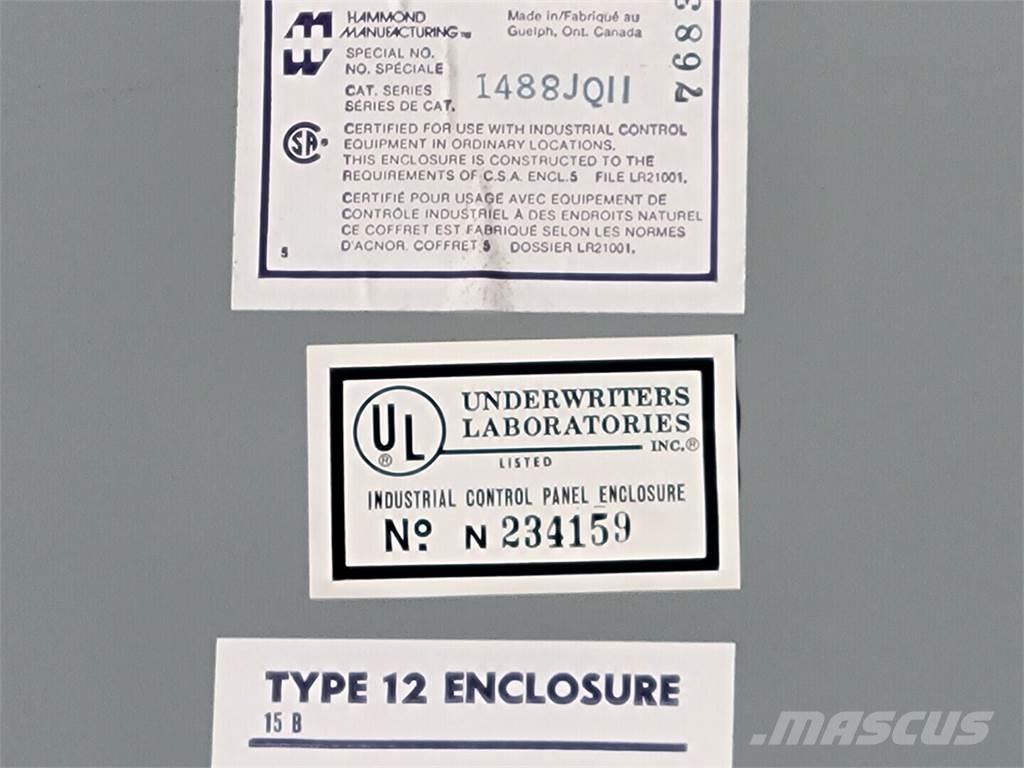 HAMMOND
MANUFACTURING™
Made in/Fabriqué au
Guelph, Ont. Canada
SPECIAL NO.
NO. SPÉCIALE
CAT. SERIES
SÉRIES DE CAT.
1488JQ11
CERTIFIED FOR USE WITH INDUSTRIAL CONTROL
EQUIPMENT IN ORDINARY LOCATIONS.
THIS ENCLOSURE IS CONSTRUCTED TO THE
REQUIREMENTS OF C.S.A. ENCL.5 FILE LR21001.
CERTIFIÉ POUR USAGE AVEC EQUIPEMENT DE
CONTRÔLE INDUSTRIEL À DES ENDROITS NATUREL
CE COFFRET EST FABRIQUÉ SELON LES NORMES
D'ACNOR. COFFRET 5 DOSSIER LR21001.
5
UL®
UNDERWRITERS
LABORATORIES
INC.®
LISTED
INDUSTRIAL CONTROL PANEL ENCLOSURE
Nº. N 234159
TYPE 12 ENCLOSURE
15 B
MASCUS